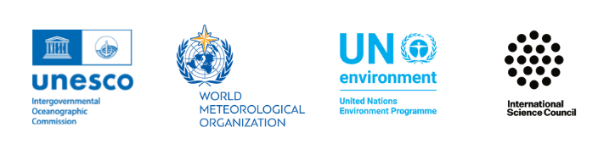 unesco
Intergovernmental
Oceanographic
Commission
WORLD
METEOROLOGICAL
ORGANIZATION
UN
environment
United Nations
Environment Programme
International
Science Council